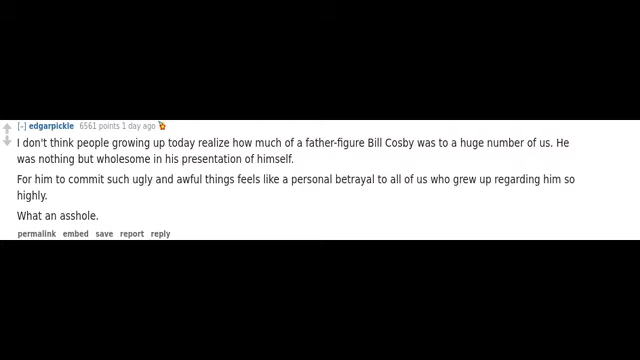 [-] edgarpickle 6561 points 1 day ago
I don't think people growing up today realize how much of a father-figure Bill Cosby was to a huge number of us. He
was nothing but wholesome in his presentation of himself.
For him to commit such ugly and awful things feels like a personal betrayal to all of us who grew up regarding him so
highly.
What an asshole.
permalink embed save report reply